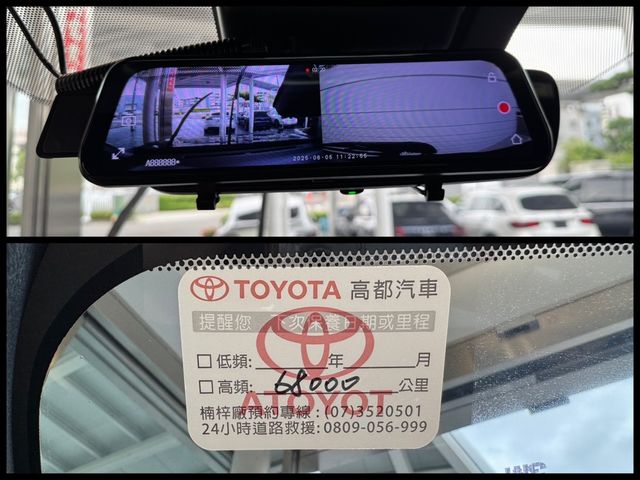 2025-06-05 11:22:55
TOYOTA 高都汽車
提醒您 下次保養日期或里程
低頻: 年 月
高頻: 68000 公里
楠梓廠預約專線:(07)3520501
24小時道路救援:0809-056-999